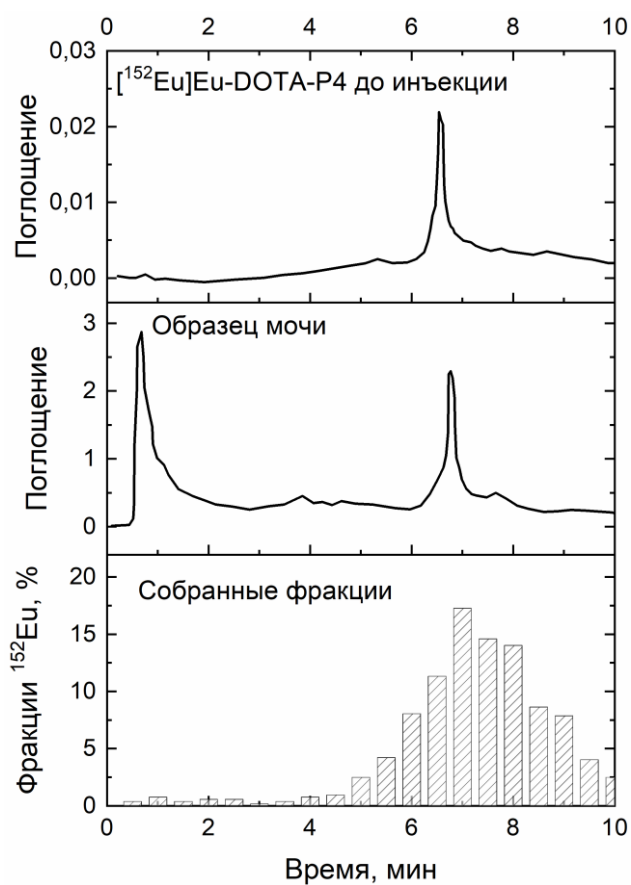 0 2 4 6 8 10
0,03
[¹⁵²Eu]Eu-DOTA-P4 до инъекции
0,02
0,01
0,00
Поглощение
Образец мочи
3
2
1
0
Поглощение
Собранные фракции
20
15
10
5
0
Фракции ¹⁵²Eu, %
0 2 4 6 8 10
Время, мин